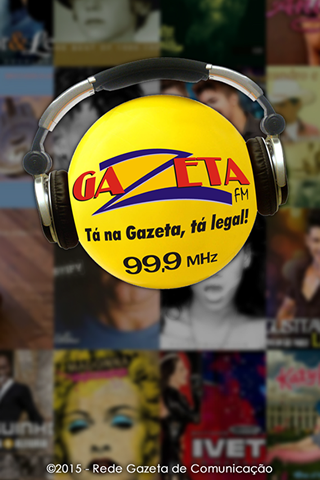 GAZETA
FM
Tá na Gazeta, tá legal!
99,9 MHz
IVET
©2015 - Rede Gazeta de Comunicação